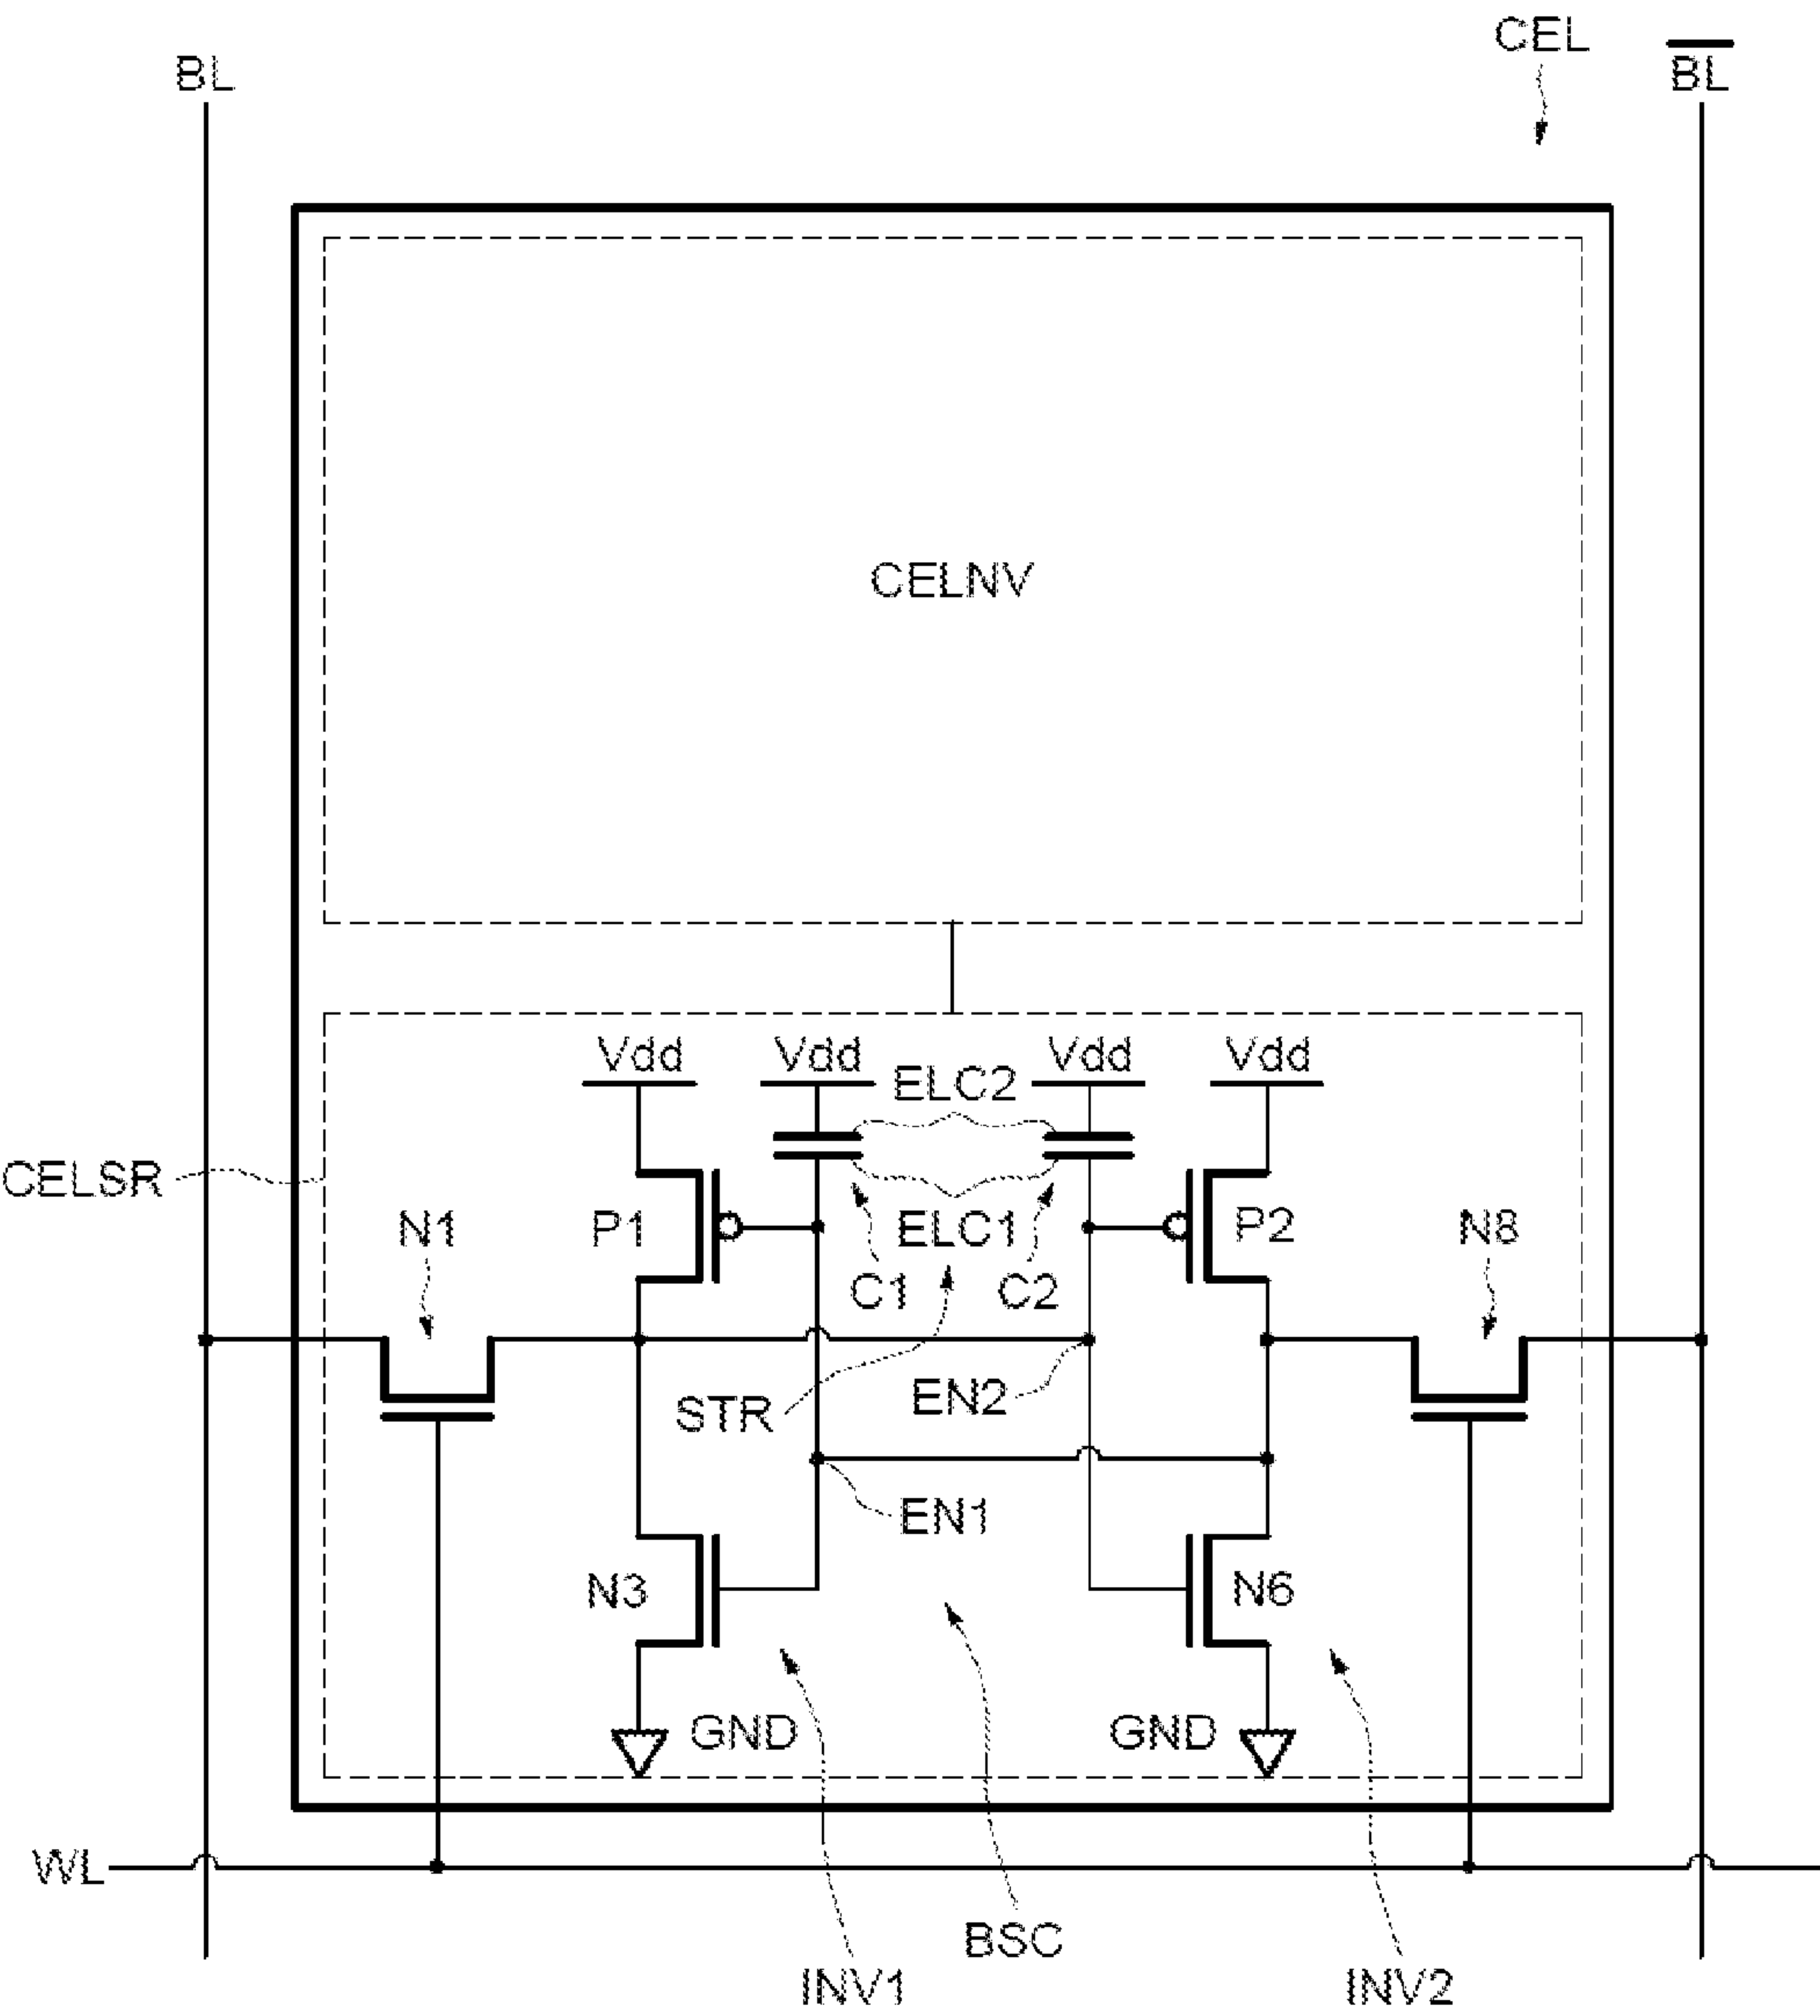 CEL
BL
BL
CELNV
Vdd
Vdd
Vdd
Vdd
ELC2
CELSR
N1
P1
ELC1
P2
N8
C1
C2
STR
EN2
EN1
N3
N6
GND
GND
WL
BSC
INV1
INV2